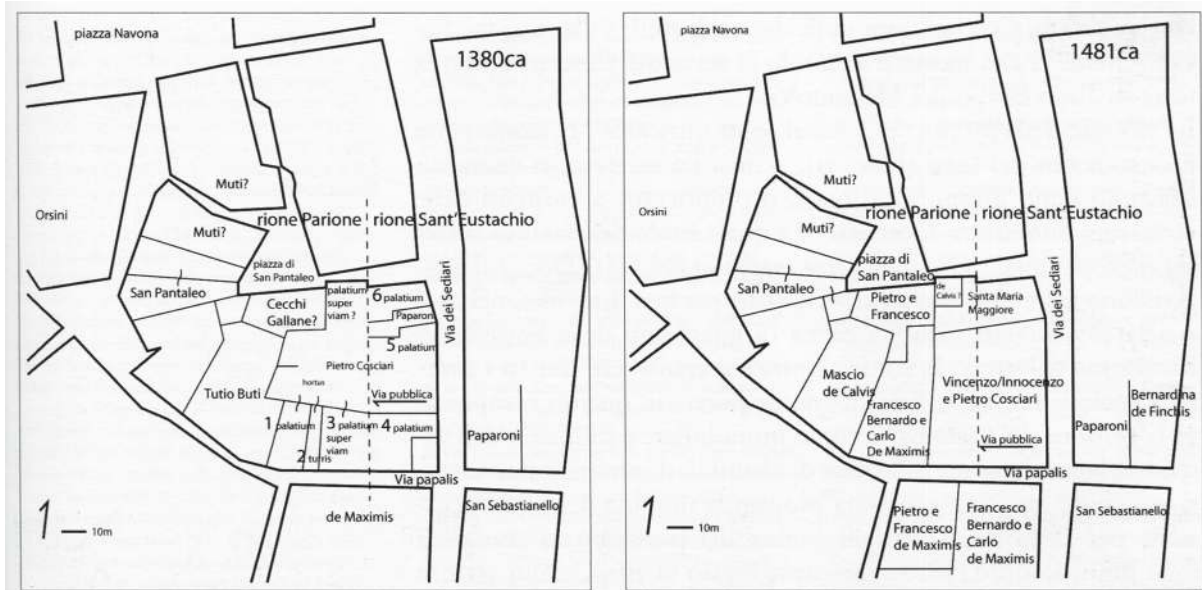 piazza Navona
1380ca
Muti?
Orsini
rione Parione
rione Sant'Eustachio
Muti?
piazza di
San Pantaleo
San Pantaleo
Cecchi
Gallane?
palatium
super
viam ?
6 palatium
Paparoni
5 palatium
Via dei Sediari
Pietro Cosciari
hortus
Tutio Buti
Via pubblica
1 palatium
2 turris
3 palatium
super
viam
4 palatium
Paparoni
Via papalis
de Maximis
San Sebastianello
10m
piazza Navona
1481ca
Muti?
Orsini
rione Parione
rione Sant'Eustachio
Muti?
piazza di
San Pantaleo
San Pantaleo
Pietro e
Francesco
de
Calvis ?
Santa Maria
Maggiore
Via dei Sediari
Mascio
de Calvis
Francesco
Bernardo e
Carlo
De Maximis
Vincenzo/Innocenzo
e Pietro Cosciari
Bernardina
de Finchis
Via pubblica
Paparoni
Via papalis
Pietro e
Francesco
de Maximis
Francesco
Bernardo e
Carlo de
Maximis
San Sebastianello
10m